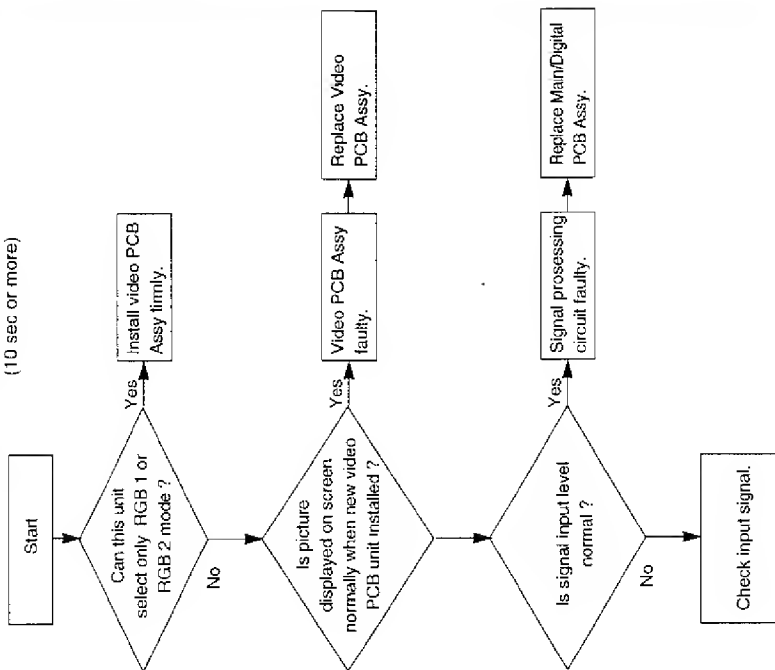 (10 sec or more)
Start
Can this unit
select only RGB 1 or
RGB 2 mode ?
Yes
Install video PCB
Assy firmly.
No
Is picture
displayed on screen
normally when new video
PCB unit installed ?
Yes
Video PCB Assy
faulty.
Replace Video
PCB Assy.
Is signal input level
normal ?
Yes
Signal prosessing
circuit faulty.
Replace Main/Digital
PCB Assy.
No
Check input signal.